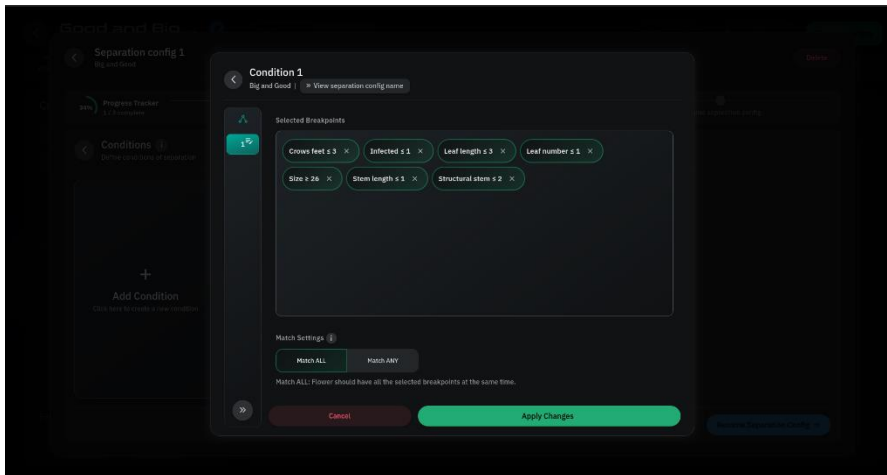 Good and Big
Separation config 1
Big and Good
Delete
34%
Progress Tracker
Conditions
Define conditions of separation
Add Condition
Click here to create a new condition
Condition 1
Big and Good | View separation config name
1
Selected Breakpoints
Crows feet ≤ 3 × Infected ≤ 1 × Leaf length ≤ 3 × Leaf number ≤ 1 ×
Size ≥ 26 × Stem length ≤ 1 × Structural stem ≤ 2 ×
Match Settings i
Match ALL Match ANY
Match ALL: Flower should have all the selected breakpoints at the same time.
Cancel Apply Changes